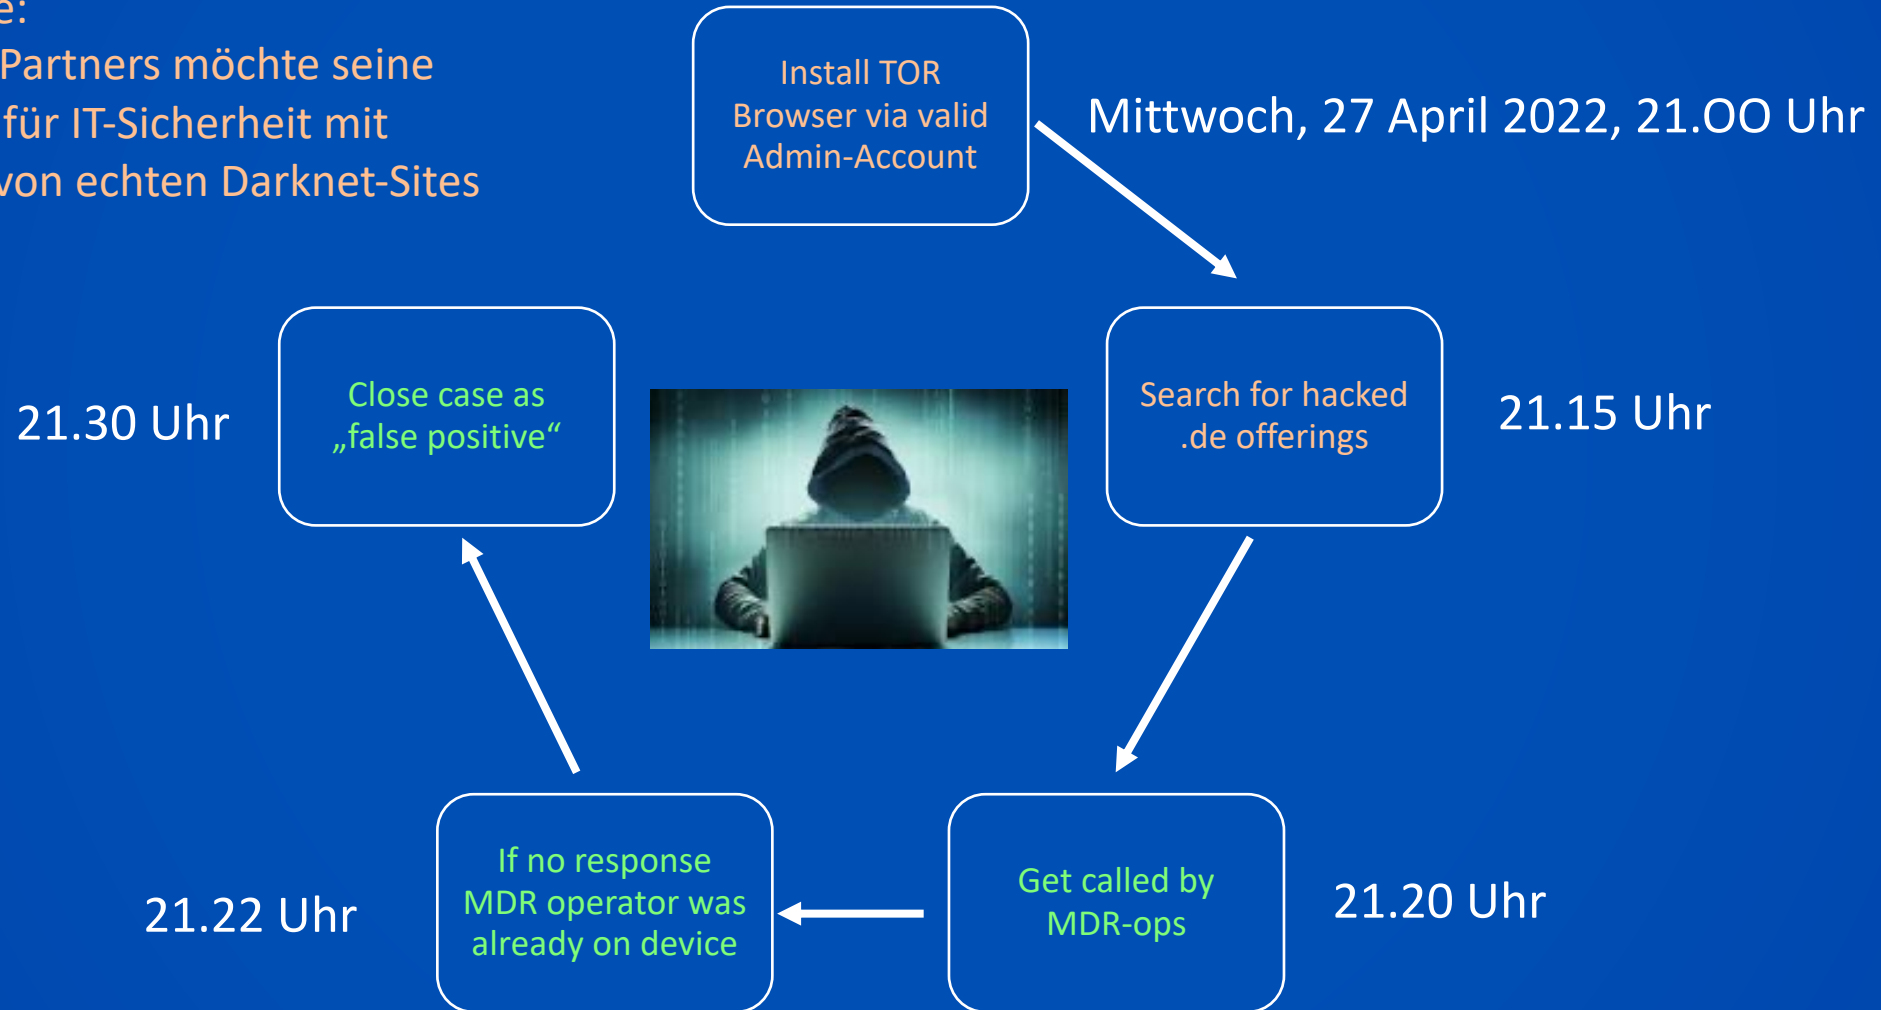 e:
Partners möchte seine
für IT-Sicherheit mit
von echten Darknet-Sites
Install TOR
Browser via valid
Admin-Account
Mittwoch, 27 April 2022, 21.OO Uhr
Search for hacked
.de offerings
21.15 Uhr
Get called by
MDR-ops
21.20 Uhr
If no response
MDR operator was
already on device
21.22 Uhr
Close case as
„false positive“
21.30 Uhr